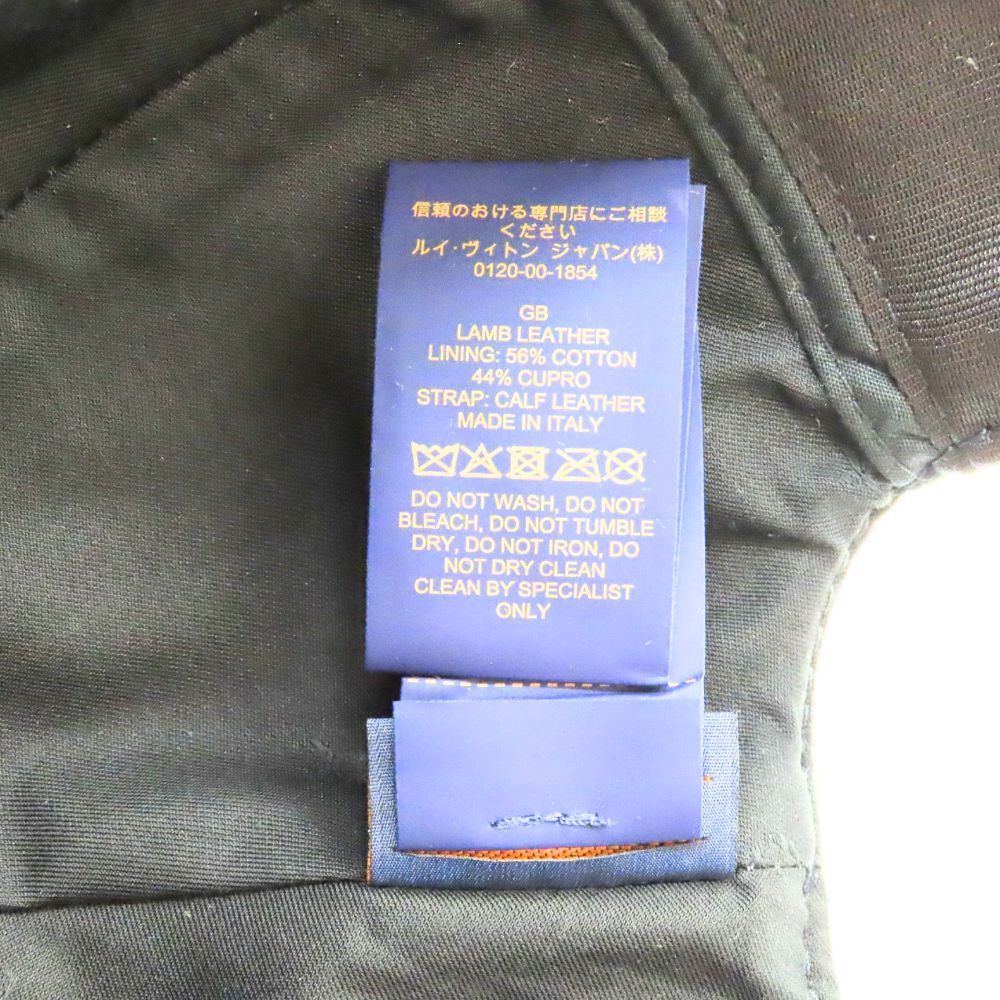 信頼のおける専門店にご相談
ください
ルイ・ヴィトン ジャパン(株)
0120-00-1854
GB
LAMB LEATHER
LINING: 56% COTTON
44% CUPRO
STRAP: CALF LEATHER
MADE IN ITALY
DO NOT WASH, DO NOT
BLEACH, DO NOT TUMBLE
DRY, DO NOT IRON, DO
NOT DRY CLEAN
CLEAN BY SPECIALIST
ONLY